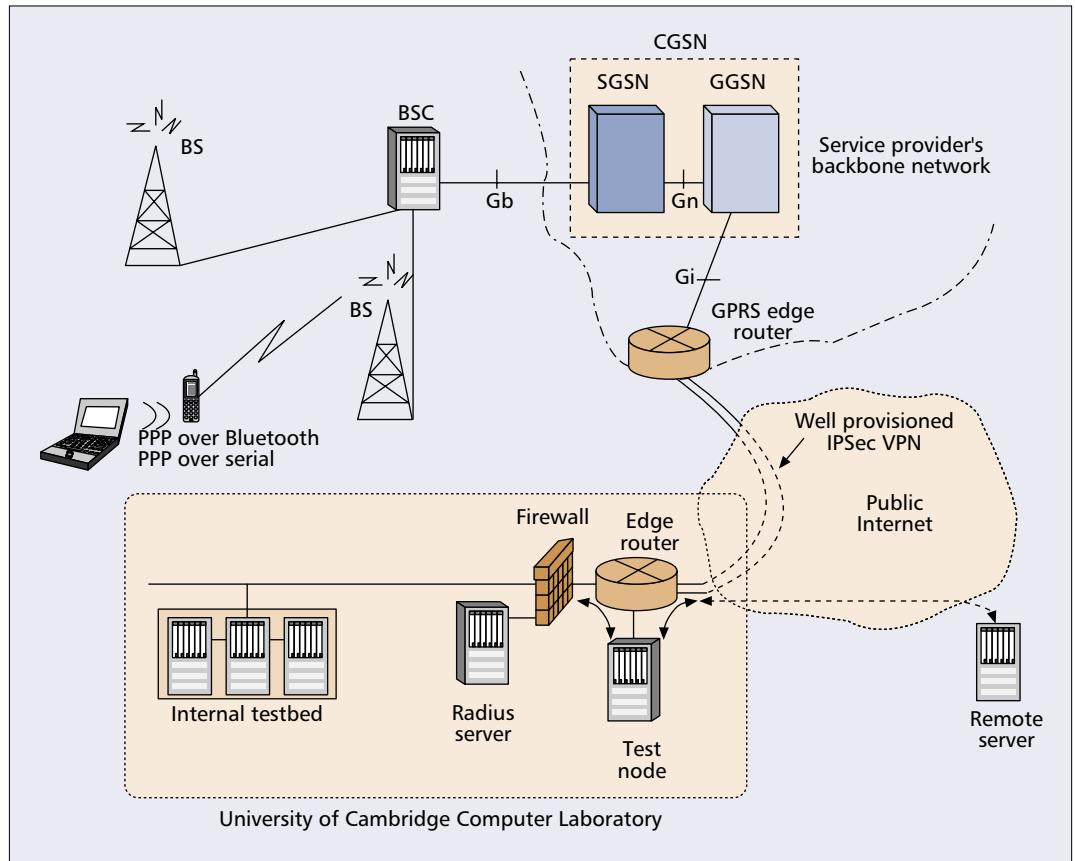 CGSN
SGSN
GGSN
BSC
BS
Service provider's
backbone network
Gb
Gn
Gi
BS
GPRS edge
router
PPP over Bluetooth
PPP over serial
Well provisioned
IPSec VPN
Public
Internet
Firewall
Edge
router
Internal testbed
Radius
server
Test
node
Remote
server
University of Cambridge Computer Laboratory